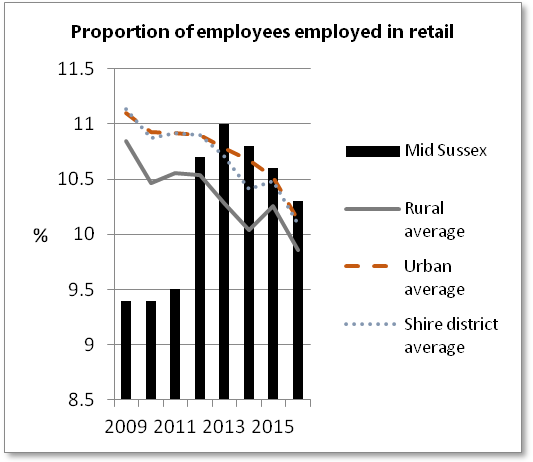 Proportion of employees employed in retail
11.5
11
10.5
10
9.5
9
8.5
%
2009 2011 2013 2015
Mid Sussex
Rural
average
Urban
average
Shire district
average